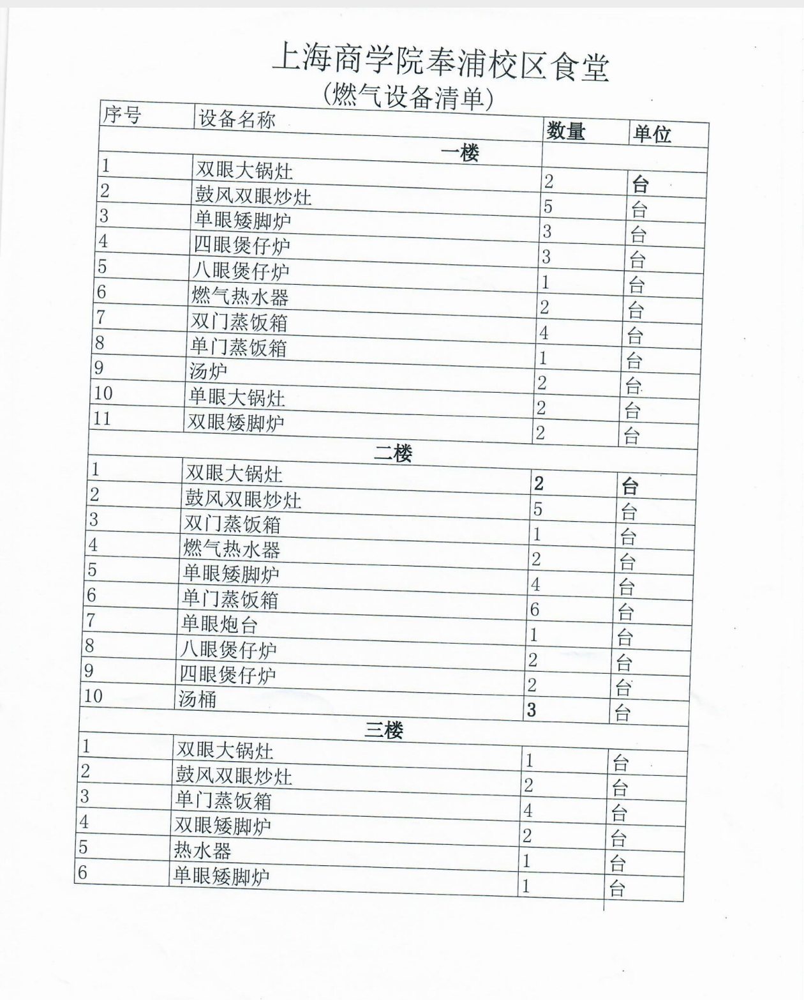 上海商学院奉浦校区食堂
(燃气设备清单)
序号 设备名称 数量 单位
一楼
1 双眼大锅灶 2 台
2 鼓风双眼炒灶 5 台
3 单眼矮脚炉 3 台
4 四眼煲仔炉 3 台
5 八眼煲仔炉 1 台
6 燃气热水器 2 台
7 双门蒸饭箱 4 台
8 单门蒸饭箱 1 台
9 汤炉 2 台
10 单眼大锅灶 2 台
11 双眼矮脚炉 2 台
二楼
1 双眼大锅灶 2 台
2 鼓风双眼炒灶 5 台
3 双门蒸饭箱 1 台
4 燃气热水器 2 台
5 单眼矮脚炉 4 台
6 单门蒸饭箱 6 台
7 单眼炮台 1 台
8 八眼煲仔炉 2 台
9 四眼煲仔炉 2 台
10 汤桶 3 台
三楼
1 双眼大锅灶 1 台
2 鼓风双眼炒灶 2 台
3 单门蒸饭箱 4 台
4 双眼矮脚炉 2 台
5 热水器 1 台
6 单眼矮脚炉 1 台